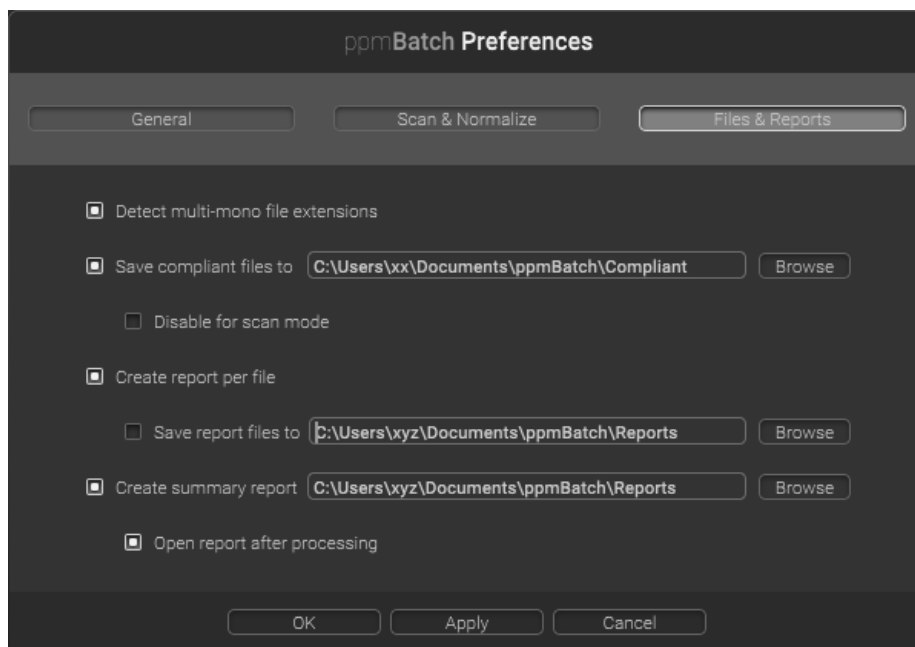 ppmBatch Preferences
General Scan & Normalize Files & Reports
Detect multi-mono file extensions
Save compliant files to C:\Users\xx\Documents\ppmBatch\Compliant Browse
Disable for scan mode
Create report per file
Save report files to C:\Users\xyz\Documents\ppmBatch\Reports Browse
Create summary report C:\Users\xyz\Documents\ppmBatch\Reports Browse
Open report after processing
OK Apply Cancel